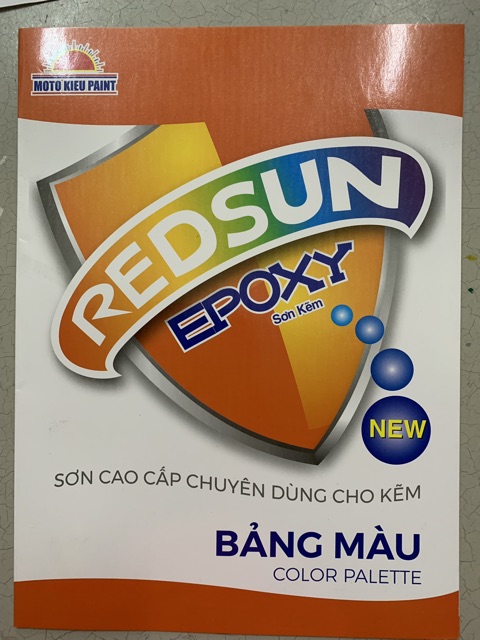 MOTO KIEU PAINT
REDSUN
EPOXY
Sơn Kẽm
NEW
SƠN CAO CẤP CHUYÊN DÙNG CHO KẼM
BẢNG MÀU
COLOR PALETTE